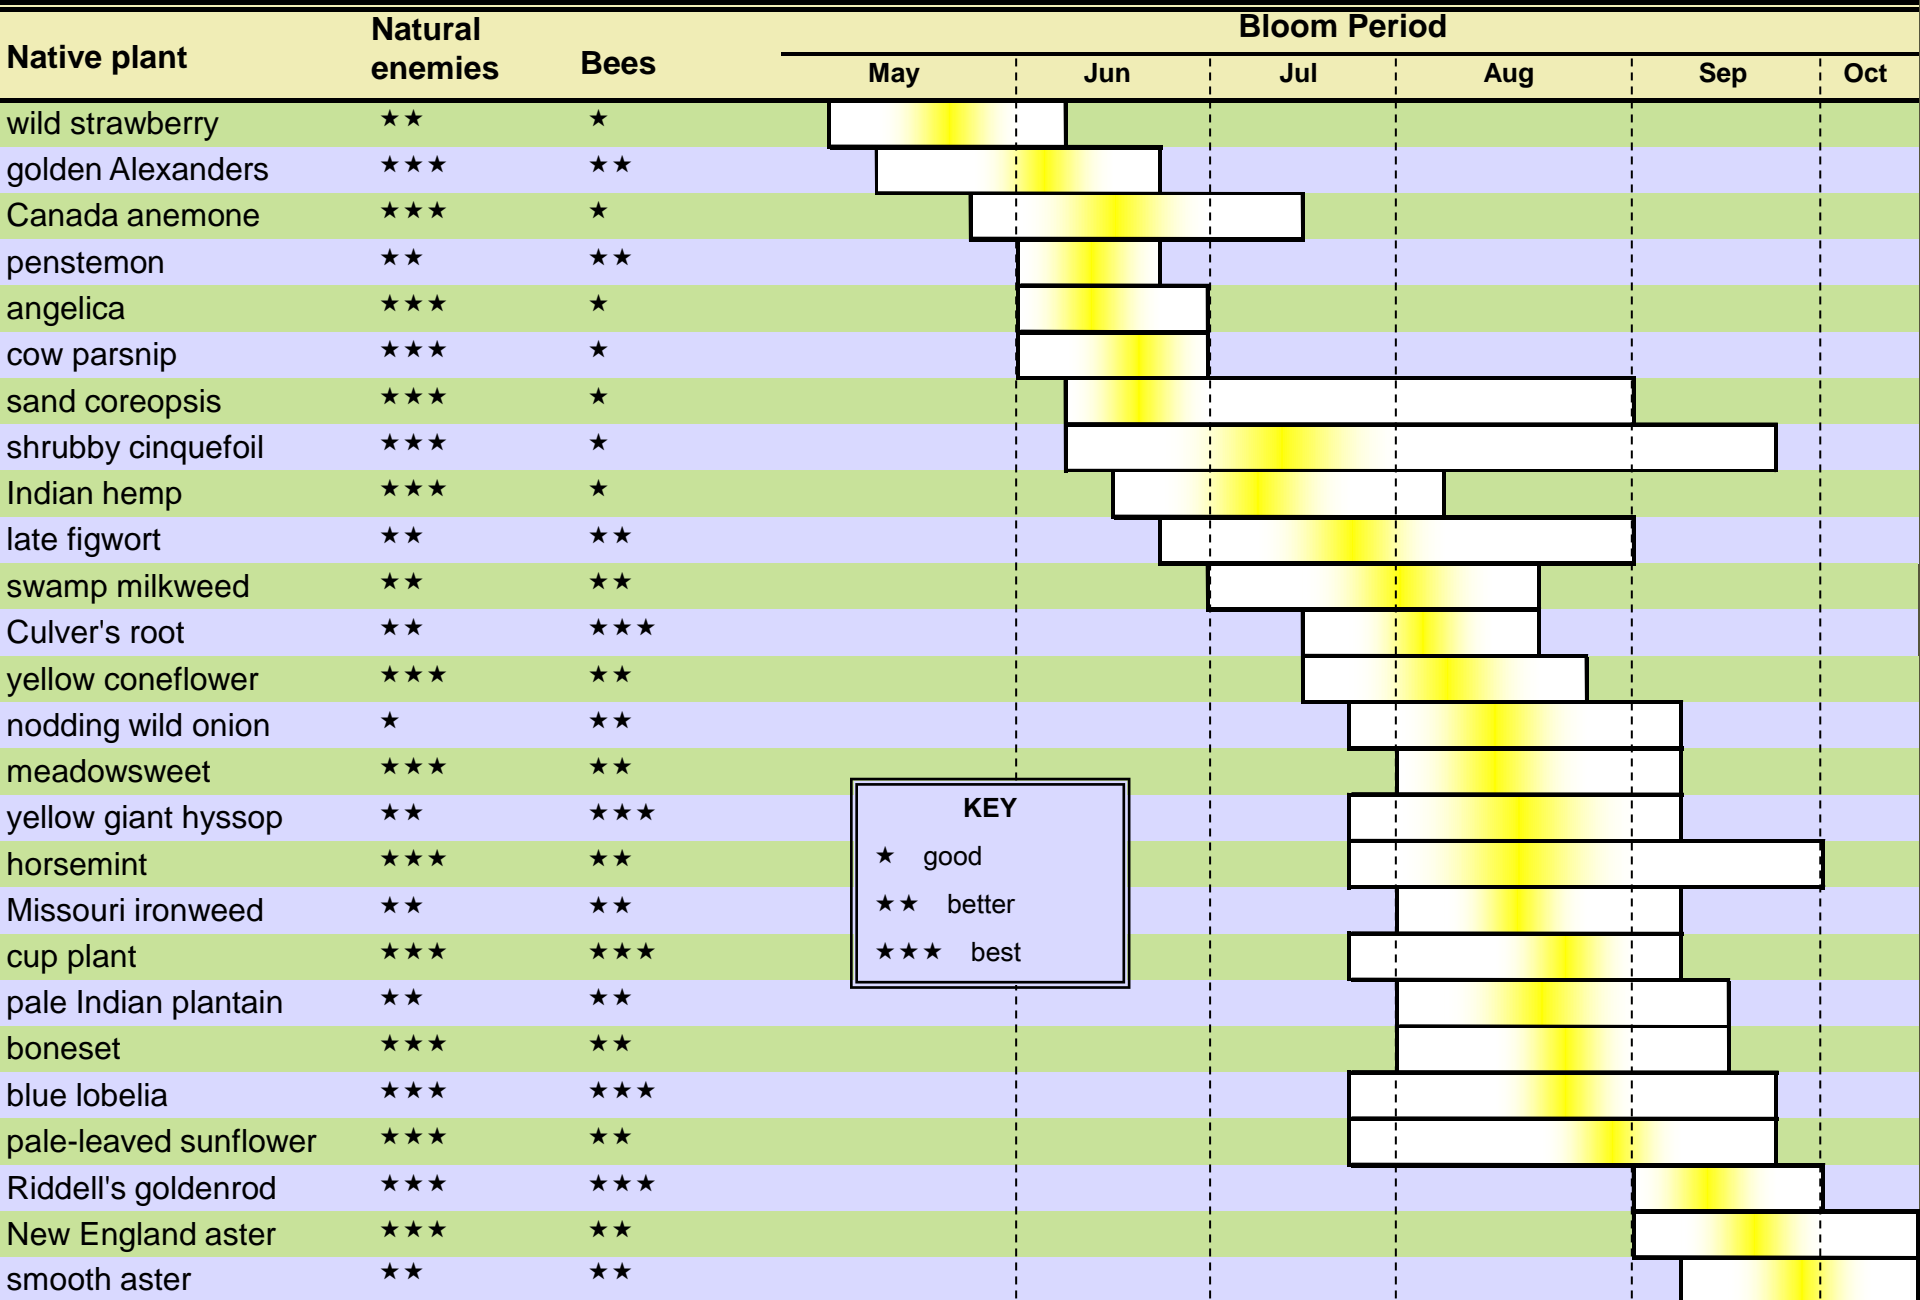 Native plant Natural enemies Bees Bloom Period
May Jun Jul Aug Sep Oct
wild strawberry ★★ ★
golden Alexanders ★★★ ★★
Canada anemone ★★★ ★
penstemon ★★ ★★
angelica ★★★ ★
cow parsnip ★★★ ★
sand coreopsis ★★★ ★
shrubby cinquefoil ★★★ ★
Indian hemp ★★★ ★
late figwort ★★ ★★
swamp milkweed ★★ ★★
Culver's root ★★ ★★★
yellow coneflower ★★★ ★★
nodding wild onion ★ ★★
meadowsweet ★★★ ★★
yellow giant hyssop ★★ ★★★
horsemint ★★★ ★★
Missouri ironweed ★★ ★★
cup plant ★★★ ★★★
pale Indian plantain ★★ ★★
boneset ★★★ ★★
blue lobelia ★★★ ★★★
pale-leaved sunflower ★★★ ★★
Riddell's goldenrod ★★★ ★★★
New England aster ★★★ ★★
smooth aster ★★ ★★
KEY
★ good
★★ better
★★★ best